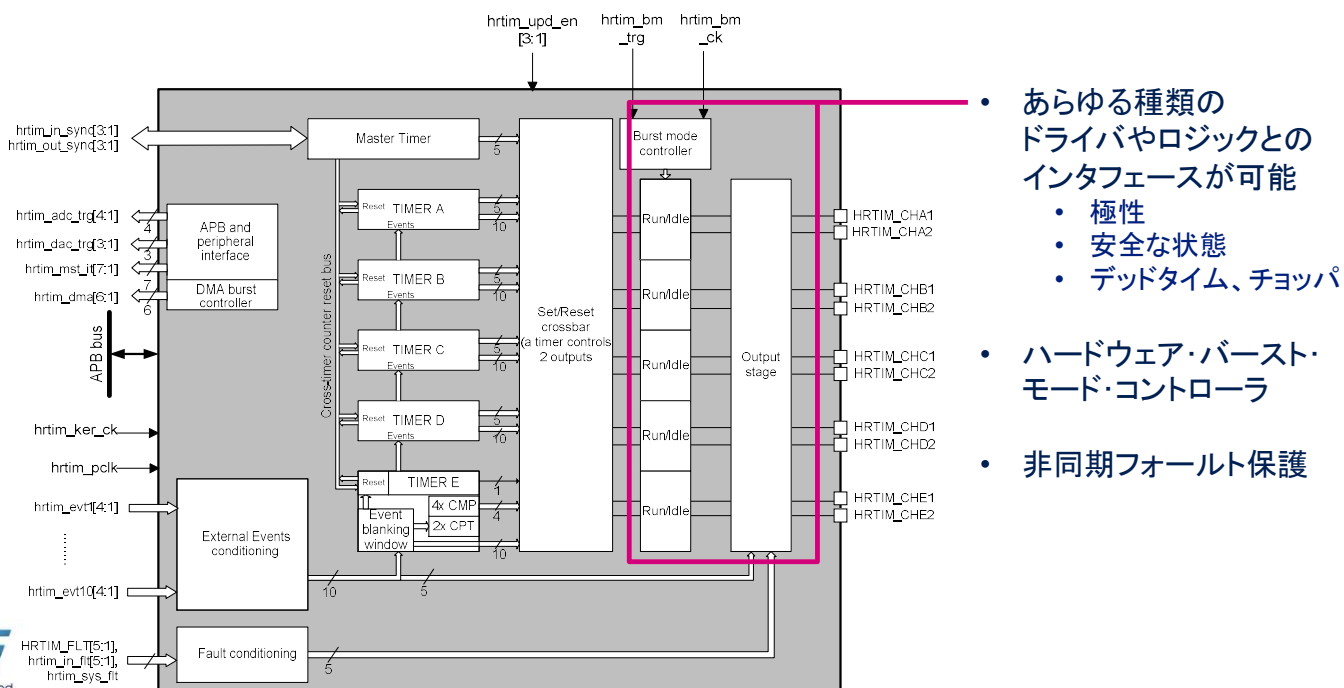 hrtim_upd_en
[3:1]
hrtim_bm
_trg
hrtim_bm
_ck
hrtim_in_sync[3:1]
hrtim_out_sync[3:1]
Master Timer
5
Burst mode
controller
hrtim_adc_trg[4:1]
4
hrtim_dac_trg[3:1]
3
hrtim_mst_it[7:1]
7
hrtim_dma[6:1]
6
APB and
peripheral
interface
DMA burst
controller
APB bus
hrtim_ker_ck
hrtim_pclk
Cross-timer counter reset bus
Reset TIMER A
Events
5
10
Reset TIMER B
Events
5
10
Reset TIMER C
Events
5
10
Reset TIMER D
Events
5
10
Reset TIMER E
1
Event
blanking
window
4x CMP
4
2x CPT
10
Set/Reset
crossbar
(a timer controls
2 outputs
Run/Idle
Run/Idle
Run/Idle
Run/Idle
Run/Idle
Output
stage
HRTIM_CHA1
HRTIM_CHA2
HRTIM_CHB1
HRTIM_CHB2
HRTIM_CHC1
HRTIM_CHC2
HRTIM_CHD1
HRTIM_CHD2
HRTIM_CHE1
HRTIM_CHE2
hrtim_evt1[4:1]
hrtim_evt10[4:1]
External Events
conditioning
10
5
HRTIM_FLT[5:1],
hrtim_in_flt[5:1],
hrtim_sys_flt
Fault conditioning
5
• あらゆる種類の
ドライバやロジックとの
インタフェースが可能
• 極性
• 安全な状態
• デッドタイム、チョッパ
• ハードウェア・バースト・
モード・コントローラ
• 非同期フォールト保護